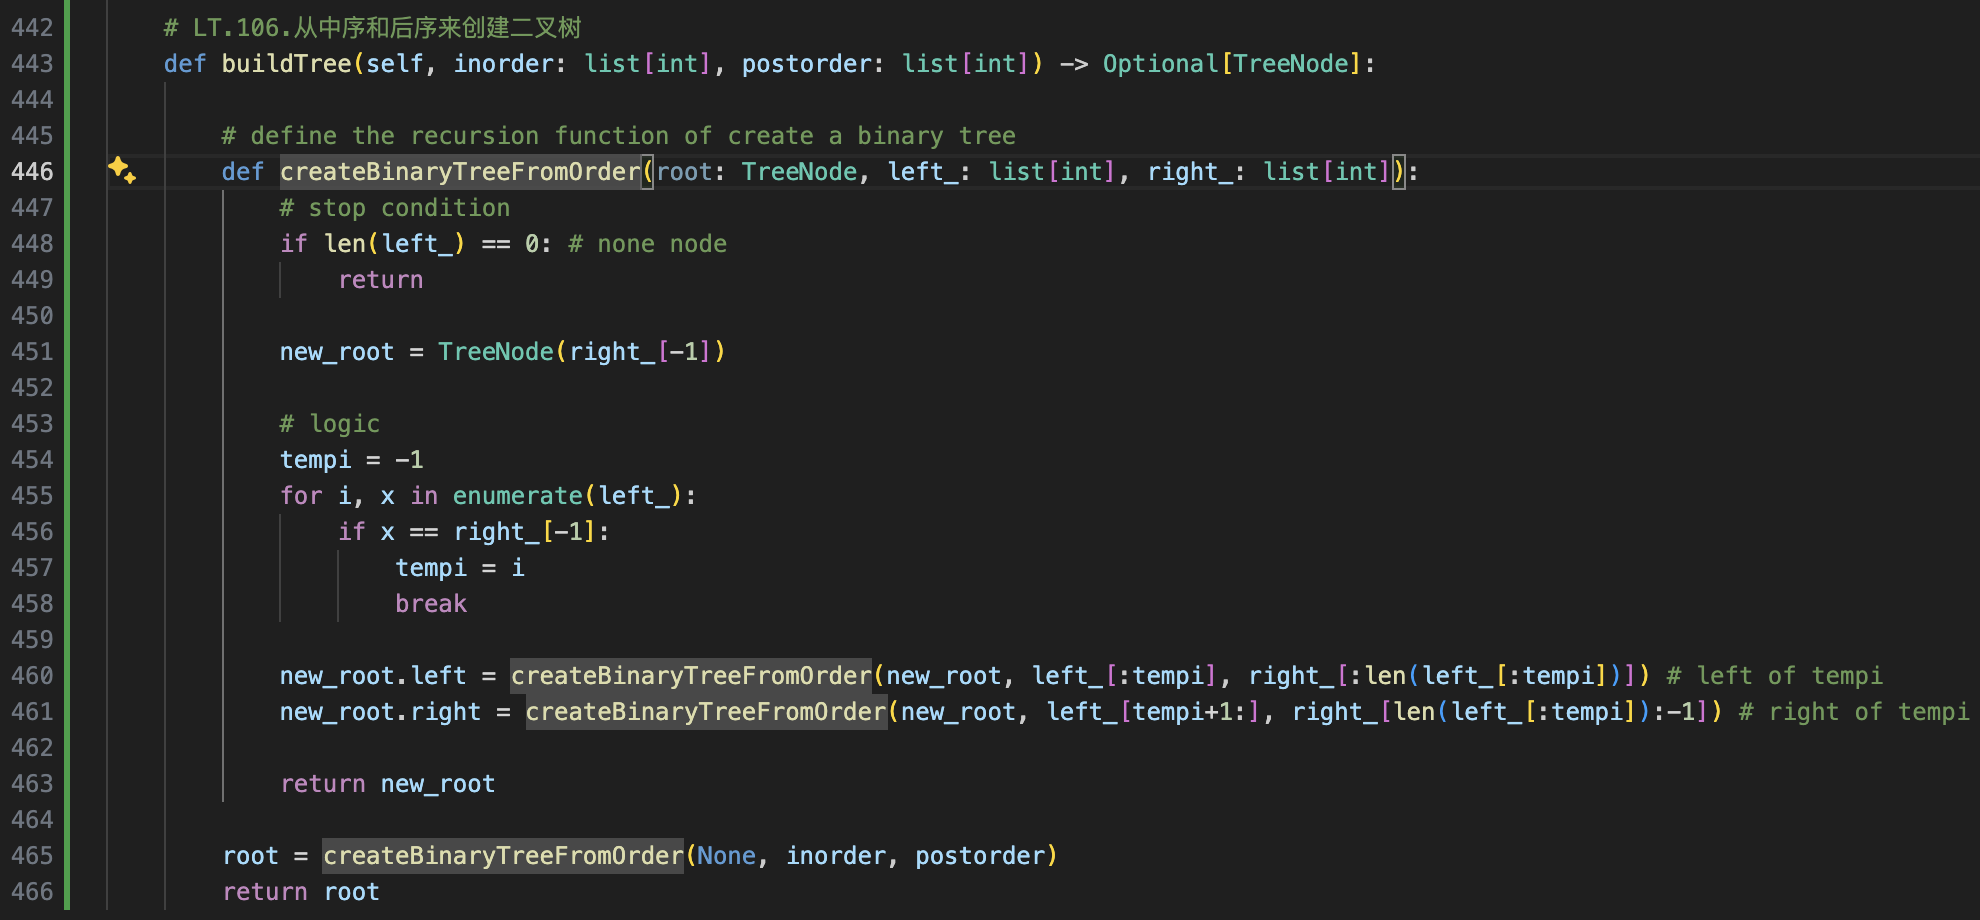 442 # LT.106.从中序和后序来创建二叉树
443 def buildTree(self, inorder: list[int], postorder: list[int]) -> Optional[TreeNode]:
444
445 # define the recursion function of create a binary tree
446 def createBinaryTreeFromOrder(root: TreeNode, left_: list[int], right_: list[int]):
447 # stop condition
448 if len(left_) == 0: # none node
449 return
450
451 new_root = TreeNode(right_[-1])
452
453 # logic
454 tempi = -1
455 for i, x in enumerate(left_):
456 if x == right_[-1]:
457 tempi = i
458 break
459
460 new_root.left = createBinaryTreeFromOrder(new_root, left_[:tempi], right_[:len(left_[:tempi])]) # left of tempi
461 new_root.right = createBinaryTreeFromOrder(new_root, left_[tempi+1:], right_[len(left_[:tempi]):-1]) # right of tempi
462
463 return new_root
464
465 root = createBinaryTreeFromOrder(None, inorder, postorder)
466 return root